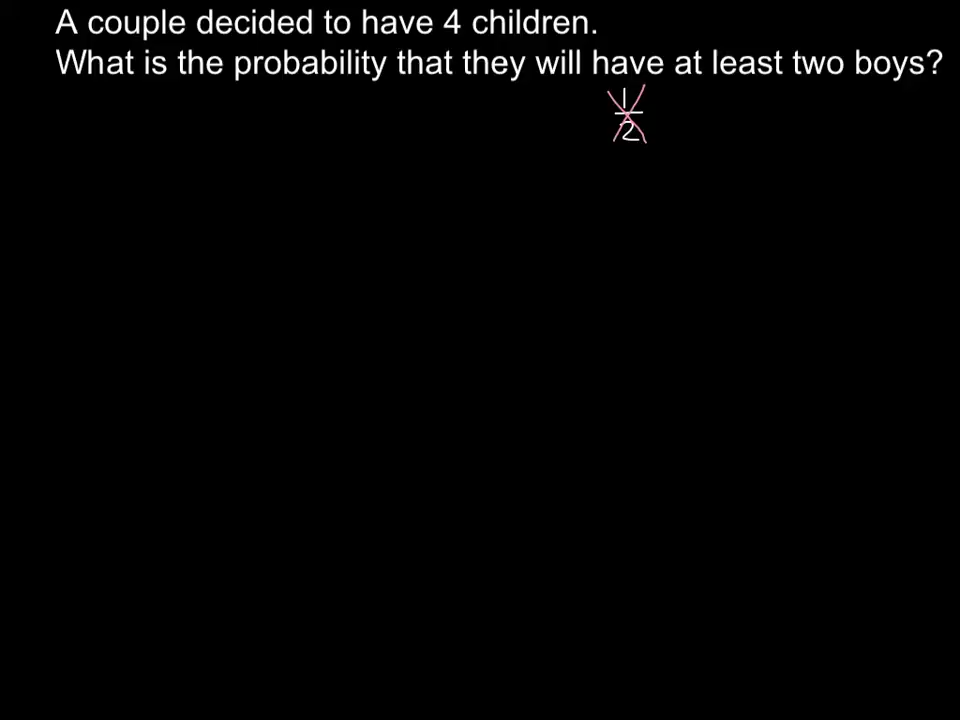 A couple decided to have 4 children.
What is the probability that they will have at least two boys?
1
2